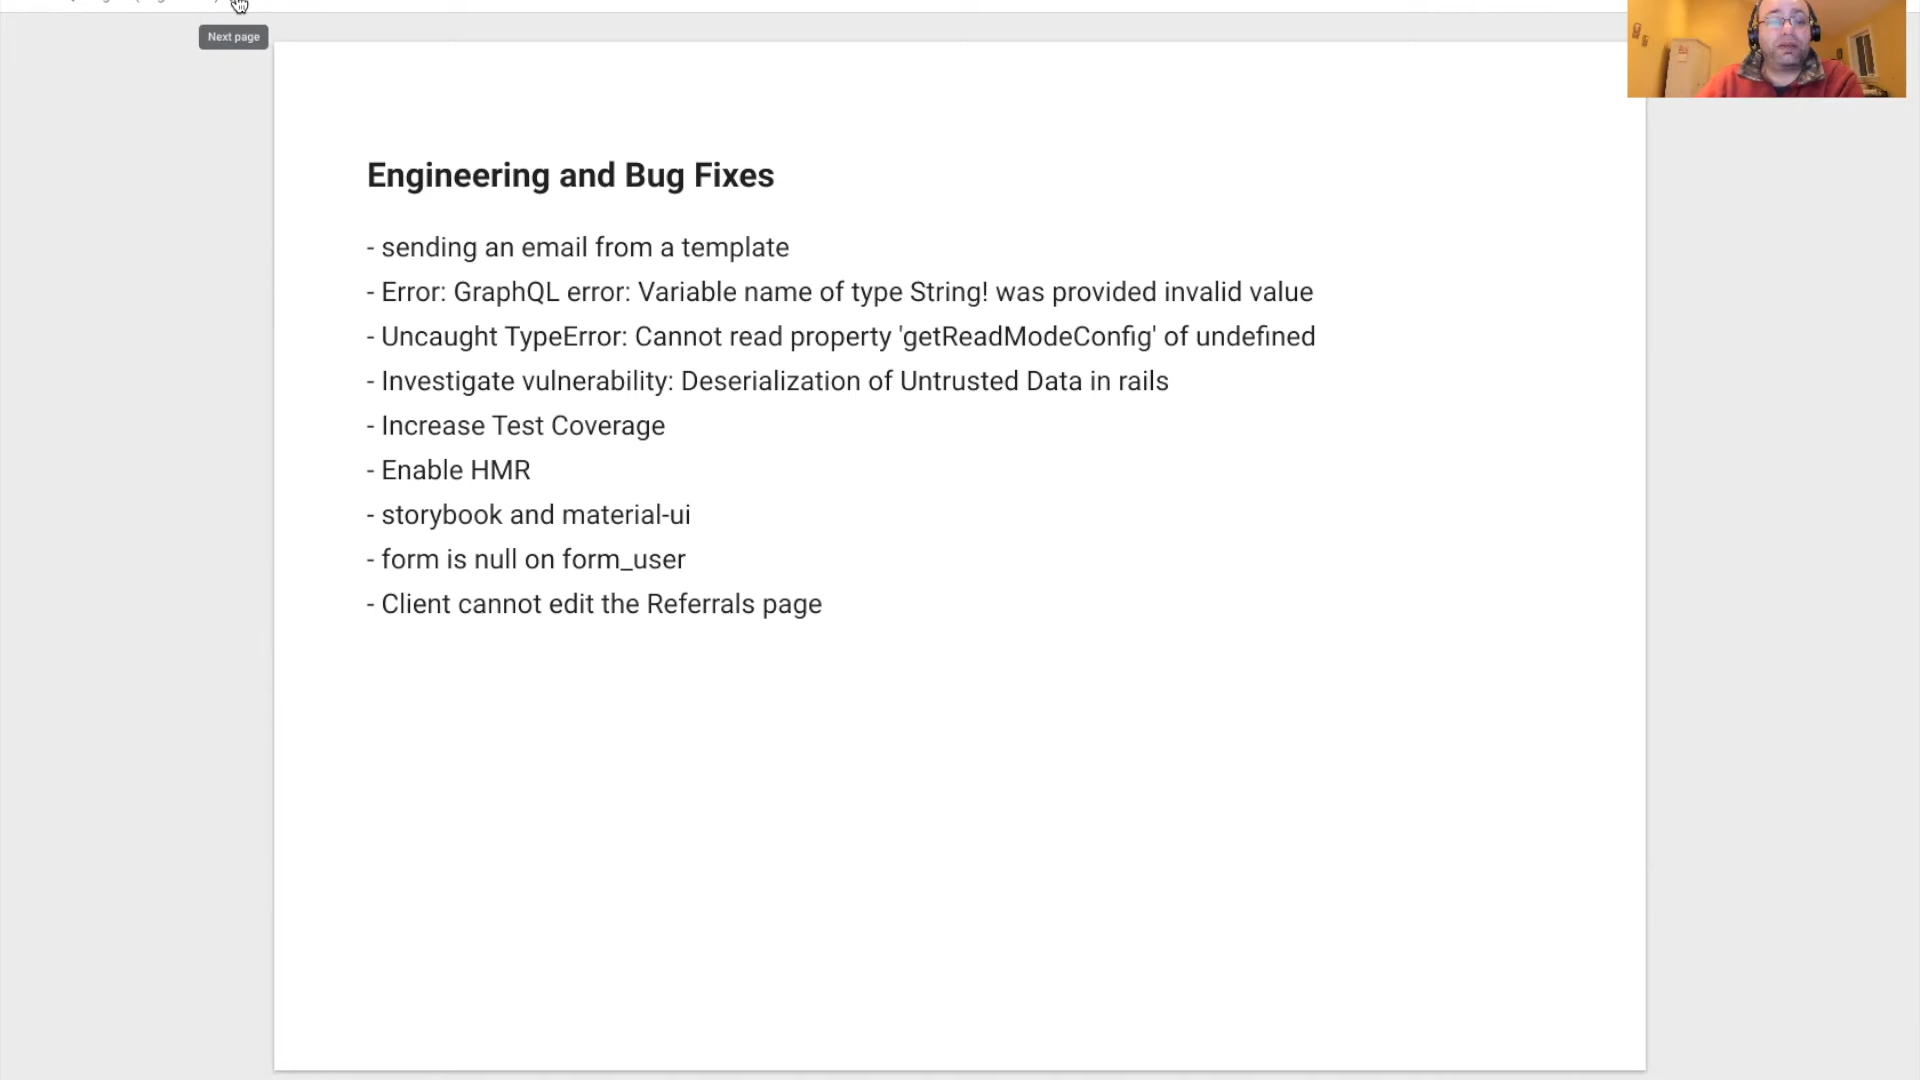 Next page
Engineering and Bug Fixes
- sending an email from a template
- Error: GraphQL error: Variable name of type String! was provided invalid value
- Uncaught TypeError: Cannot read property 'getReadModeConfig' of undefined
- Investigate vulnerability: Deserialization of Untrusted Data in rails
- Increase Test Coverage
- Enable HMR
- storybook and material-ui
- form is null on form_user
- Client cannot edit the Referrals page